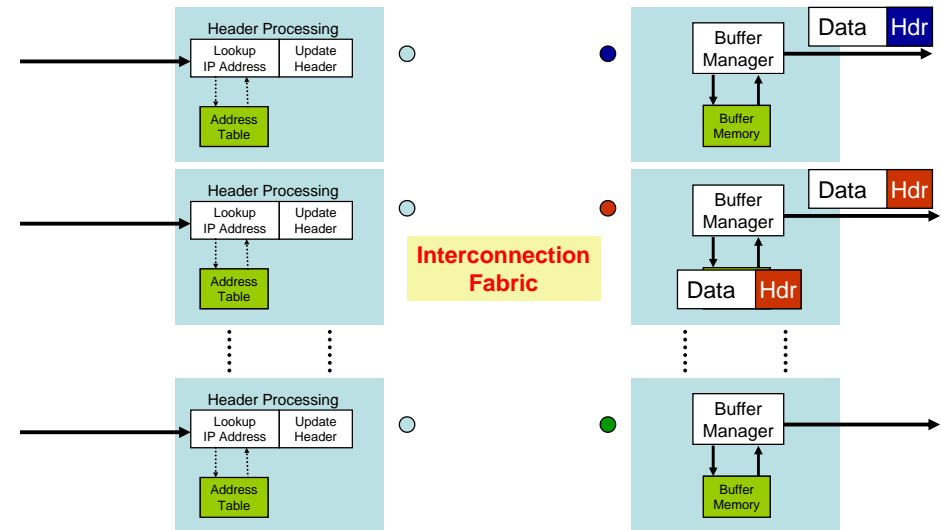 Header Processing
Lookup
IP Address
Update
Header
Address
Table
Buffer
Manager
Buffer
Memory
Data
Hdr
Header Processing
Lookup
IP Address
Update
Header
Address
Table
Interconnection
Fabric
Buffer
Manager
Data
Hdr
Data
Hdr
Header Processing
Lookup
IP Address
Update
Header
Address
Table
Buffer
Manager
Buffer
Memory